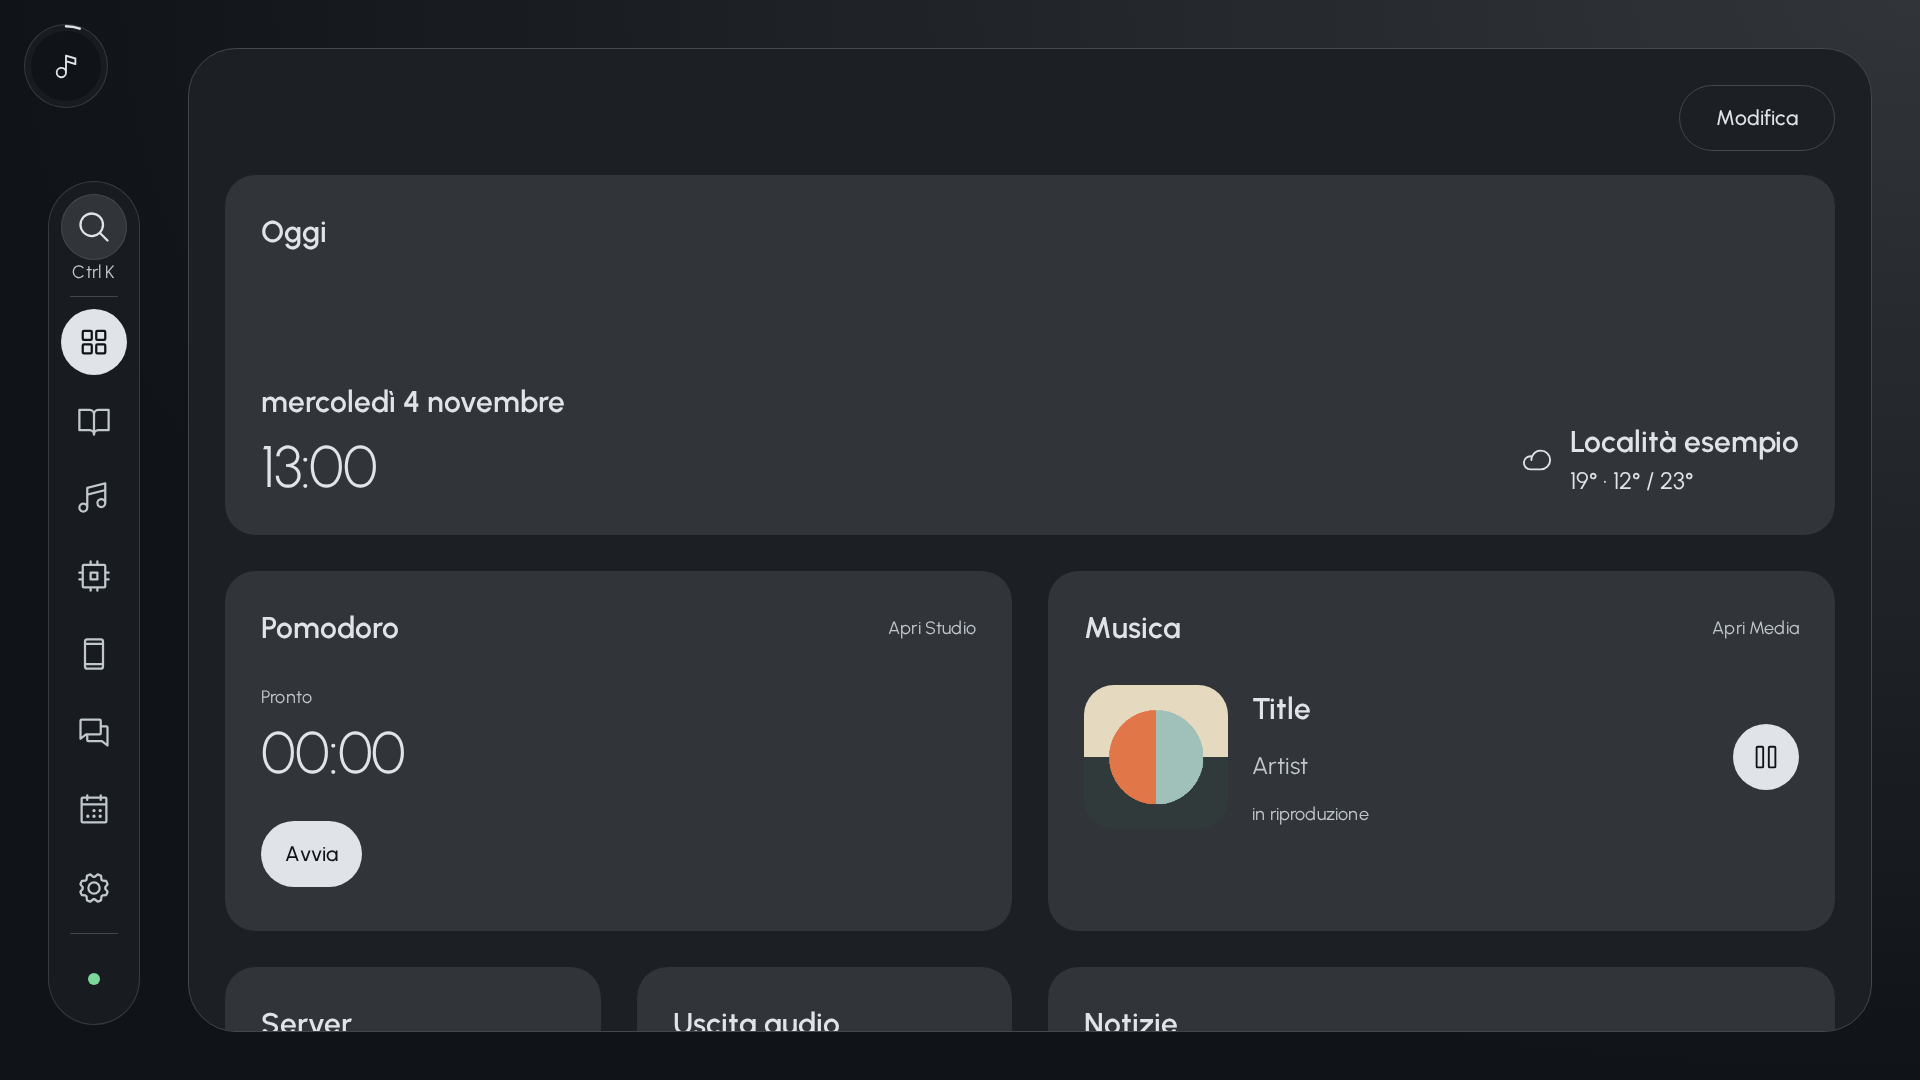 Modifica
Ctrl K
Oggi
mercoledì 4 novembre
13:00
Località esempio
19° · 12° / 23°
Pomodoro
Apri Studio
Pronto
00:00
Avvia
Musica
Apri Media
Title
Artist
in riproduzione
Server
Uscita audio
Notizie